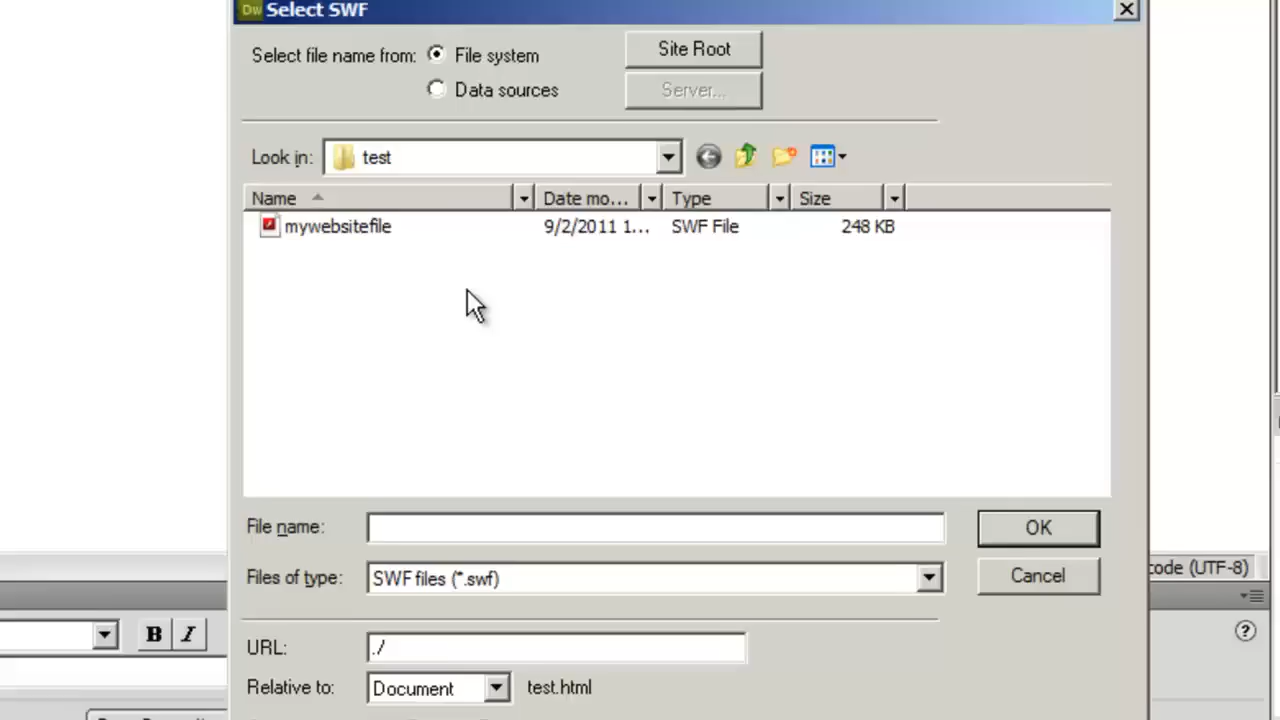 Dw Select SWF
Select file name from: File system Site Root
Data sources Server...
Look in: test
Name Date mo... Type Size
mywebsitefile 9/2/2011 1... SWF File 248 KB
File name: OK
Files of type: SWF files (*.swf) Cancel
code (UTF-8)
B I
URL: ./
?
Relative to: Document test.html